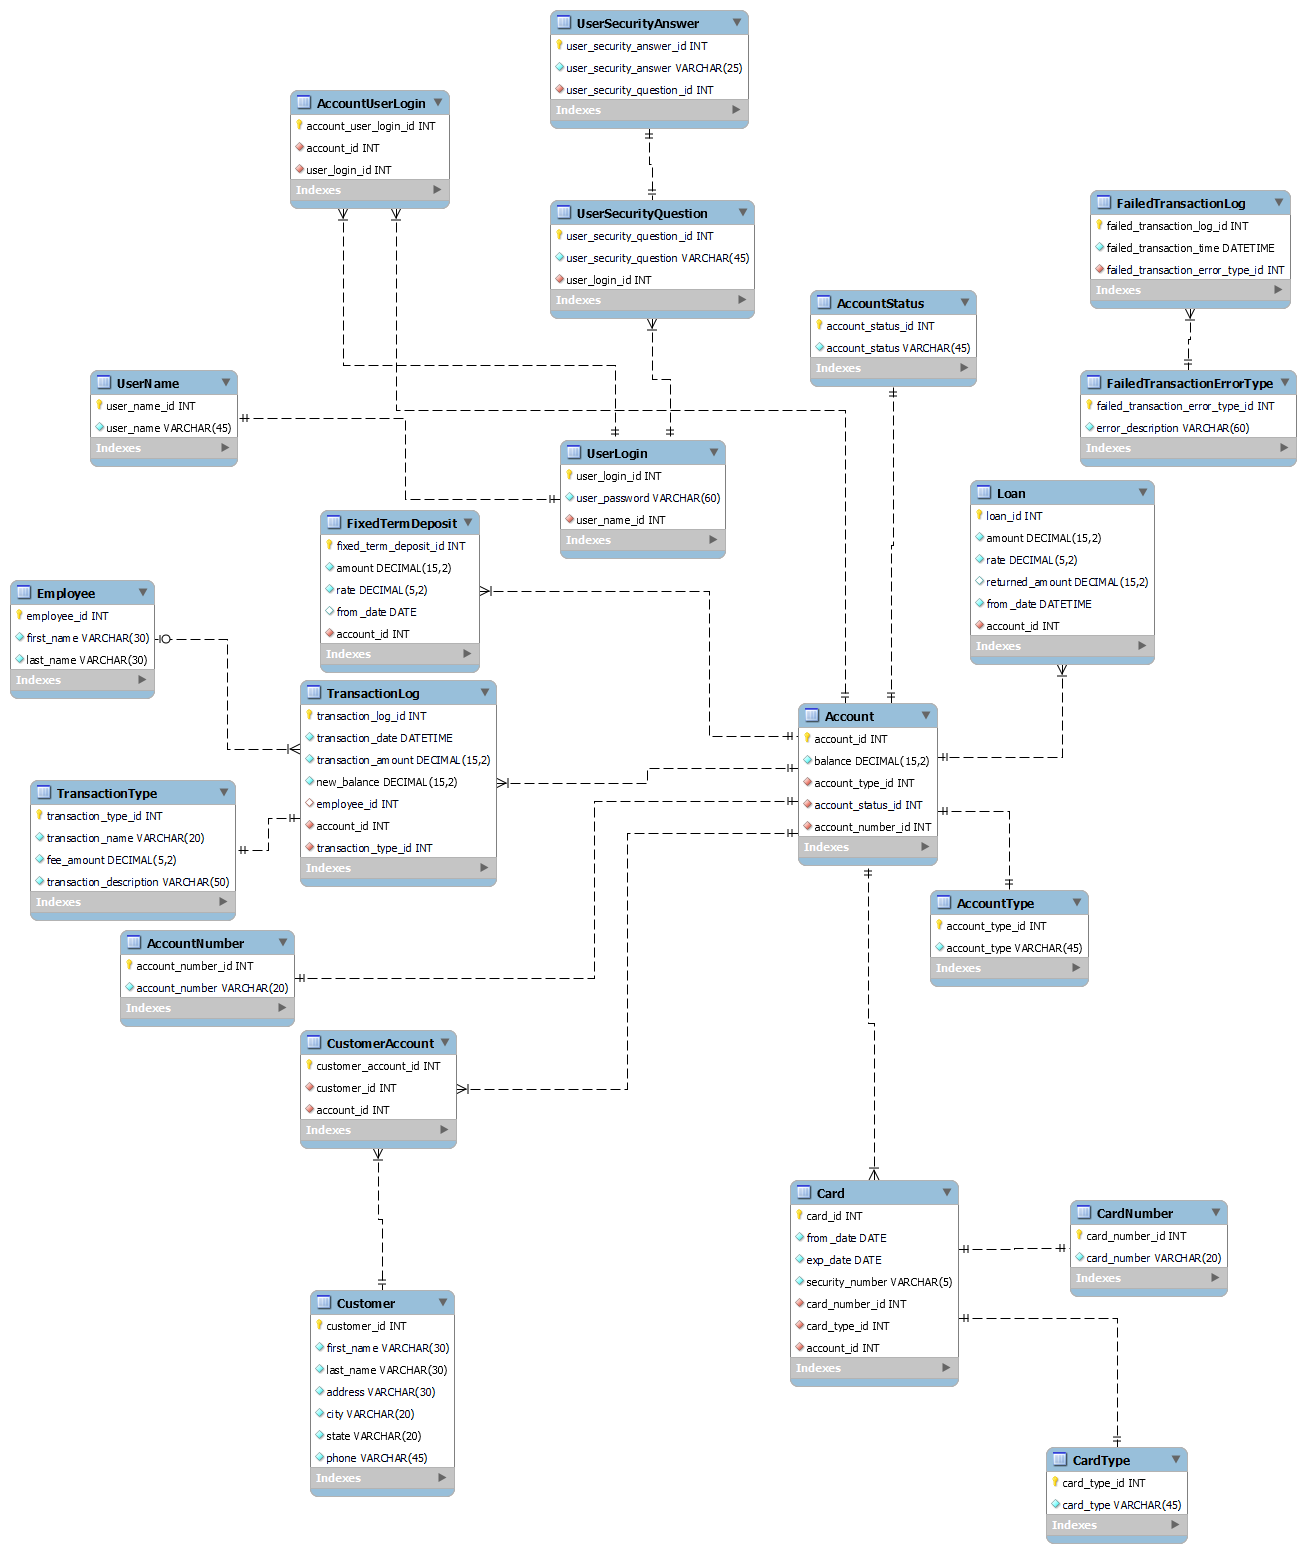 UserSecurityAnswer
user_security_answer_id INT
user_security_answer VARCHAR(25)
user_security_question_id INT
Indexes
AccountUserLogin
account_user_login_id INT
account_id INT
user_login_id INT
Indexes
UserSecurityQuestion
user_security_question_id INT
user_security_question VARCHAR(45)
user_login_id INT
Indexes
FailedTransactionLog
failed_transaction_log_id INT
failed_transaction_time DATETIME
failed_transaction_error_type_id INT
Indexes
AccountStatus
account_status_id INT
account_status VARCHAR(45)
Indexes
UserName
user_name_id INT
user_name VARCHAR(45)
Indexes
FailedTransactionErrorType
failed_transaction_error_type_id INT
error_description VARCHAR(60)
Indexes
UserLogin
user_login_id INT
user_password VARCHAR(60)
user_name_id INT
Indexes
Loan
loan_id INT
amount DECIMAL(15,2)
rate DECIMAL(5,2)
returned_amount DECIMAL(15,2)
from_date DATETIME
account_id INT
Indexes
FixedTermDeposit
fixed_term_deposit_id INT
amount DECIMAL(15,2)
rate DECIMAL(5,2)
from_date DATE
account_id INT
Indexes
Employee
employee_id INT
first_name VARCHAR(30)
last_name VARCHAR(30)
Indexes
TransactionLog
transaction_log_id INT
transaction_date DATETIME
transaction_amount DECIMAL(15,2)
new_balance DECIMAL(15,2)
employee_id INT
account_id INT
transaction_type_id INT
Indexes
Account
account_id INT
balance DECIMAL(15,2)
account_type_id INT
account_status_id INT
account_number_id INT
Indexes
TransactionType
transaction_type_id INT
transaction_name VARCHAR(20)
fee_amount DECIMAL(5,2)
transaction_description VARCHAR(50)
Indexes
AccountType
account_type_id INT
account_type VARCHAR(45)
Indexes
AccountNumber
account_number_id INT
account_number VARCHAR(20)
Indexes
CustomerAccount
customer_account_id INT
customer_id INT
account_id INT
Indexes
Card
card_id INT
from_date DATE
exp_date DATE
security_number VARCHAR(5)
card_number_id INT
card_type_id INT
account_id INT
Indexes
CardNumber
card_number_id INT
card_number VARCHAR(20)
Indexes
Customer
customer_id INT
first_name VARCHAR(30)
last_name VARCHAR(30)
address VARCHAR(30)
city VARCHAR(20)
state VARCHAR(20)
phone VARCHAR(45)
Indexes
CardType
card_type_id INT
card_type VARCHAR(45)
Indexes